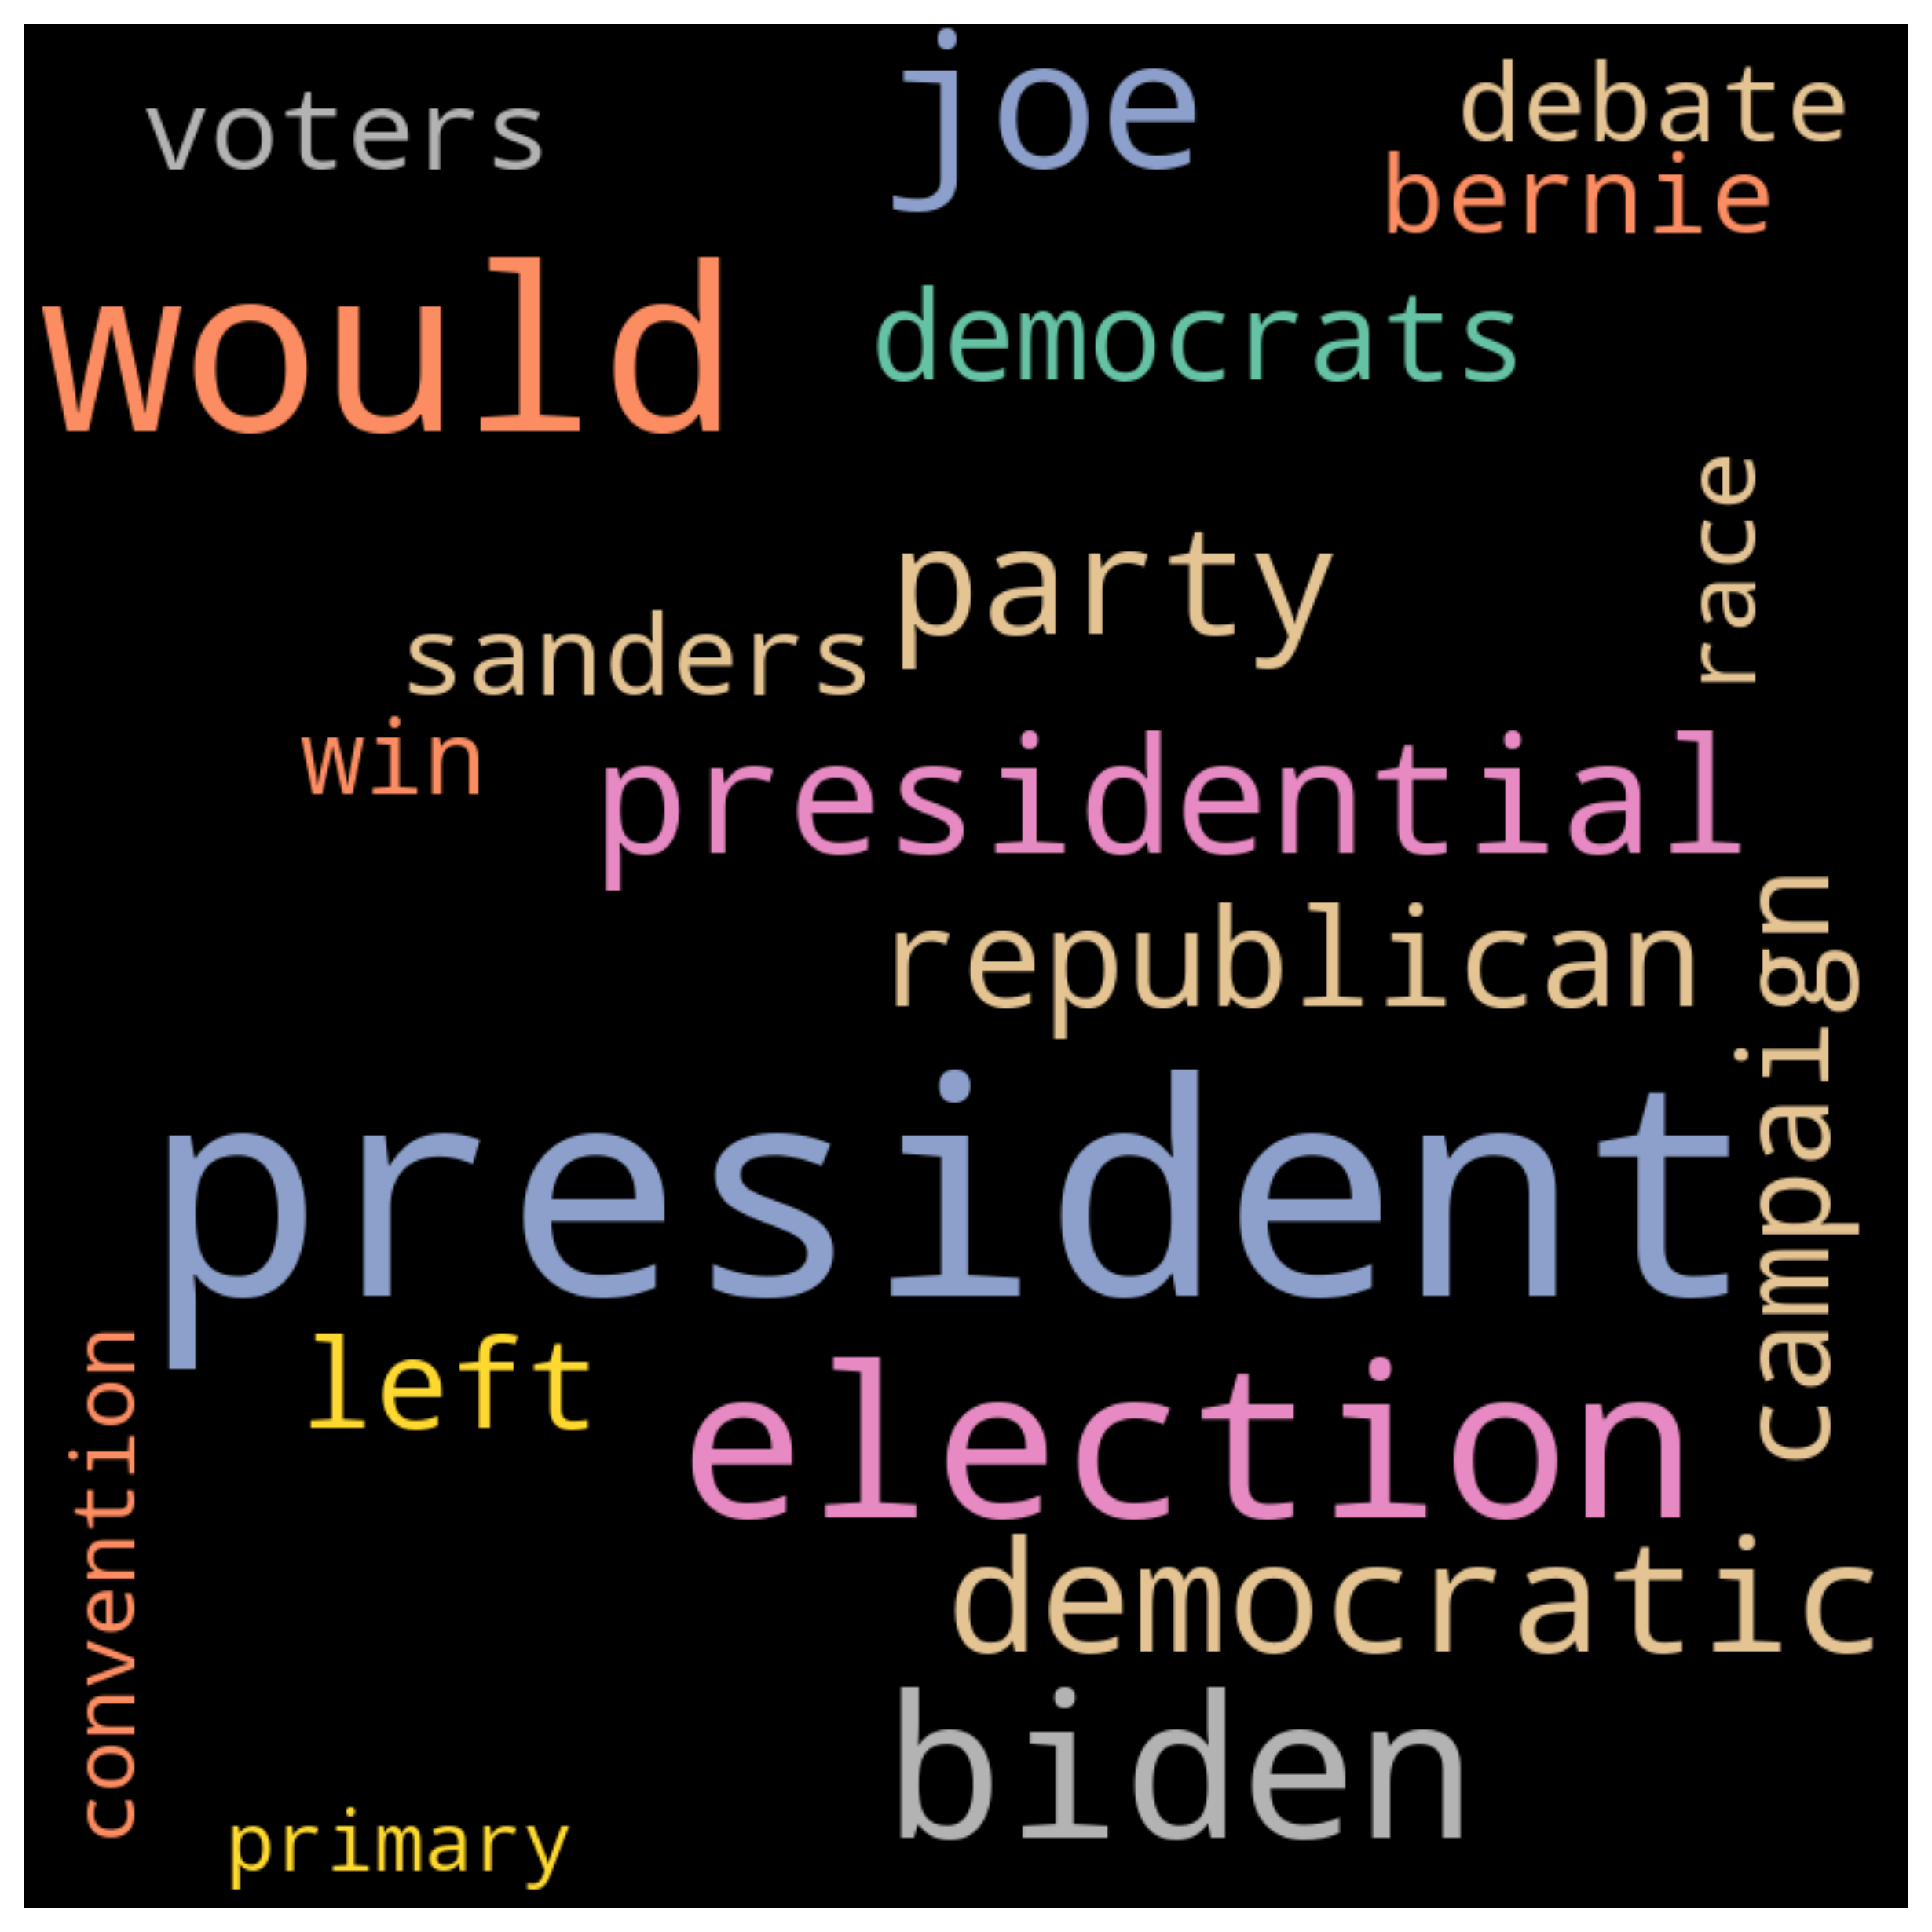 joe
voters
debate
bernie
would
democrats
race
party
sanders
win
presidential
republican
campaign
president
left
election
convention
democratic
biden
primary